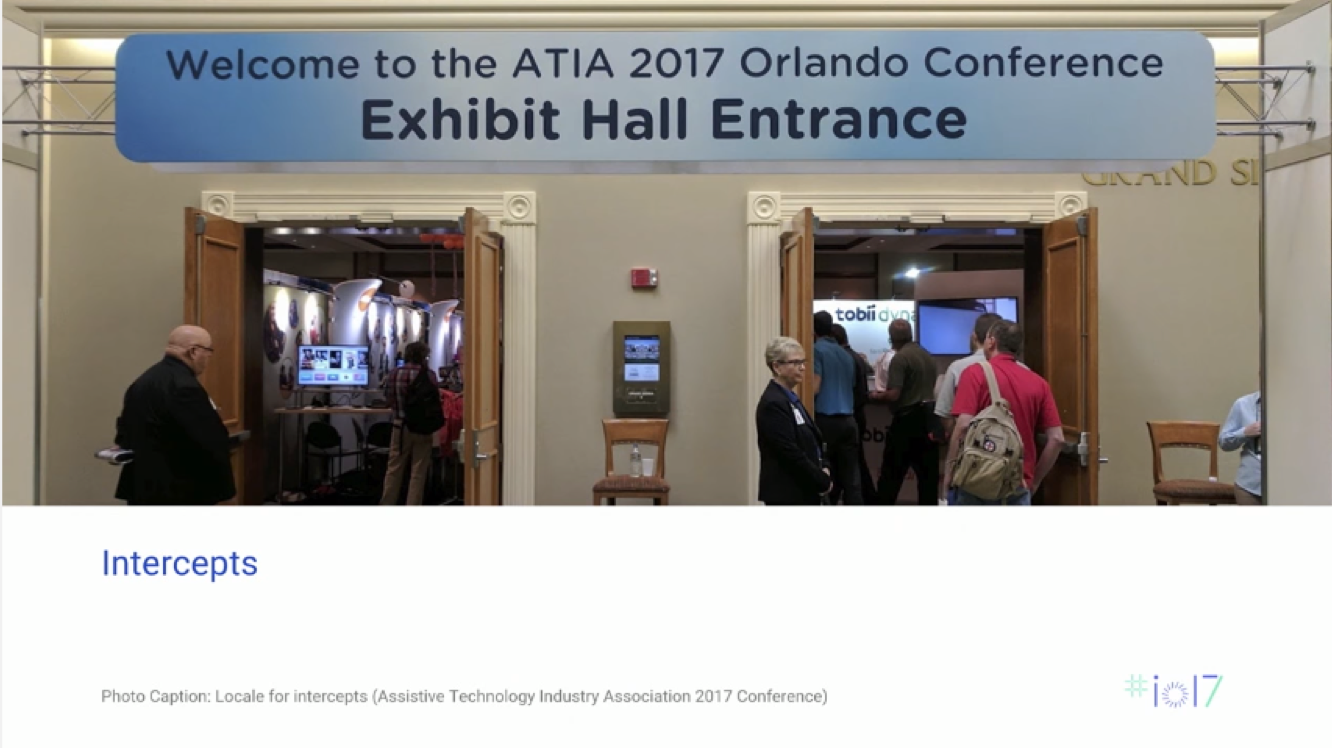 Welcome to the ATIA 2017 Orlando Conference
Exhibit Hall Entrance
GRAND
tobii
Intercepts
Photo Caption: Locale for intercepts (Assistive Technology Industry Association 2017 Conference)
#io17